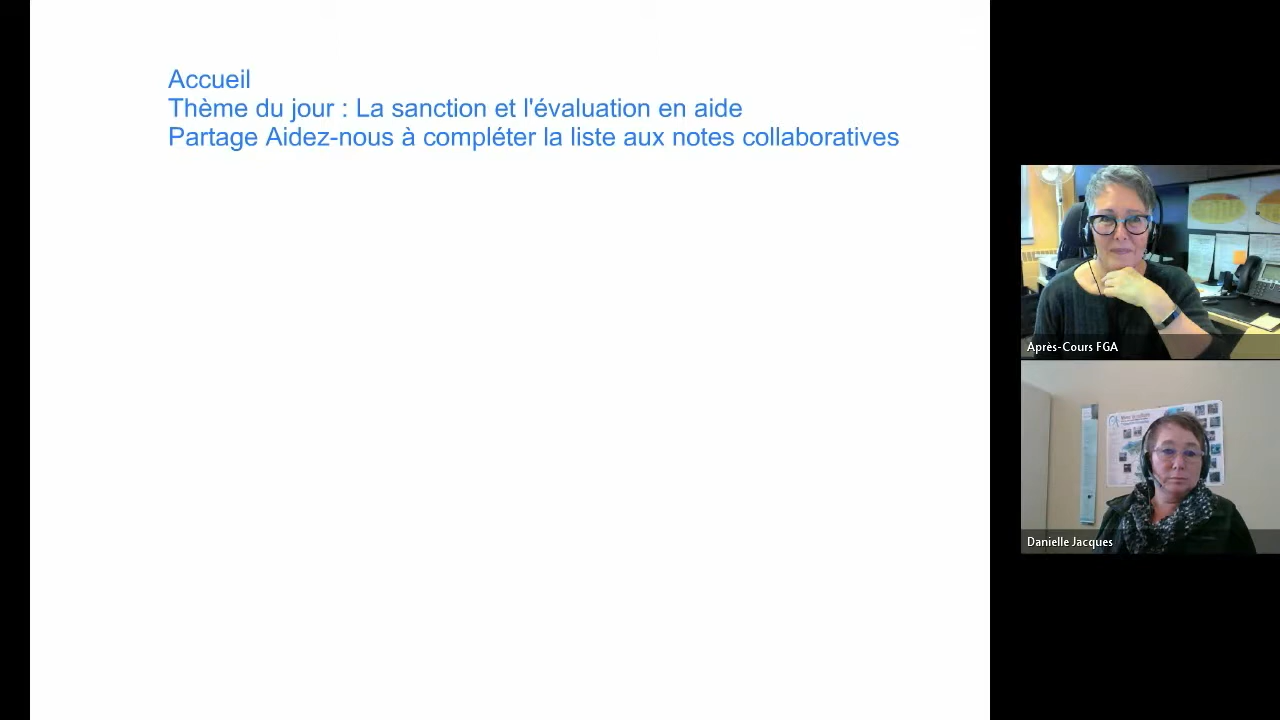 Accueil
Thème du jour : La sanction et l'évaluation en aide
Partage Aidez-nous à compléter la liste aux notes collaboratives
Après-Cours FGA
Danielle Jacques